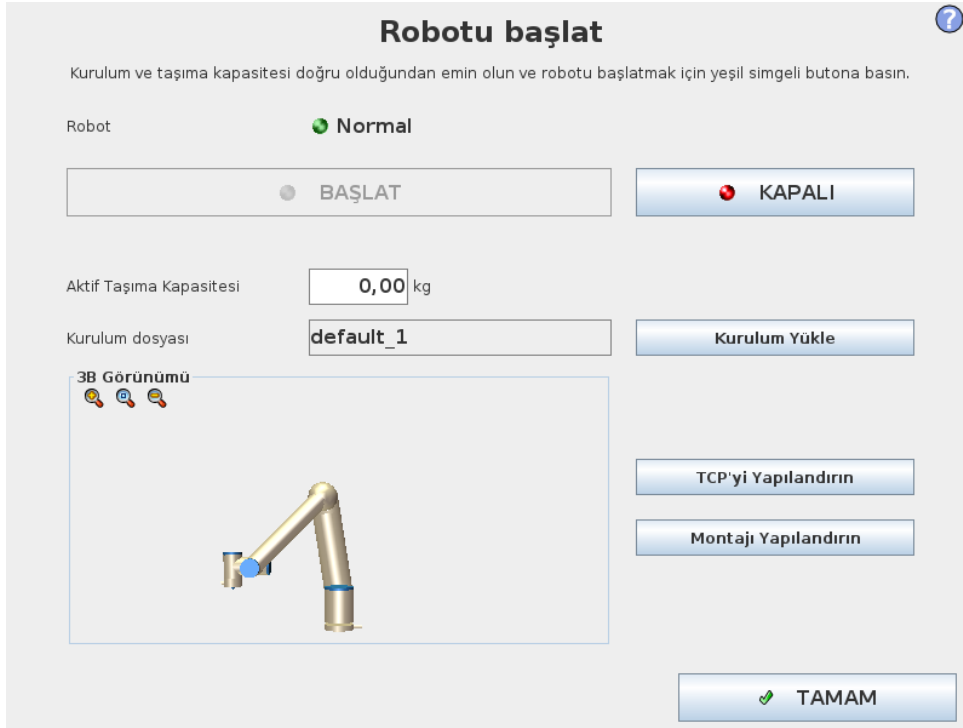 Robotu başlat
?
Kurulum ve taşıma kapasitesi doğru olduğundan emin olun ve robotu başlatmak için yeşil simgeli butona basın.
Robot Normal
BAŞLAT KAPALI
Aktif Taşıma Kapasitesi 0,00 kg
Kurulum dosyası default_1 Kurulum Yükle
3B Görünümü
TCP'yi Yapılandırın
Montajı Yapılandırın
TAMAM